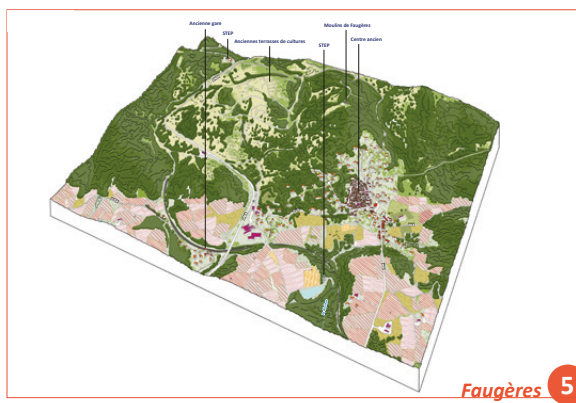 Ancienne gare
STEP
Anciennes terrasses de cultures
STEP
Moulins de Faugères
Centre ancien
Faugères 5